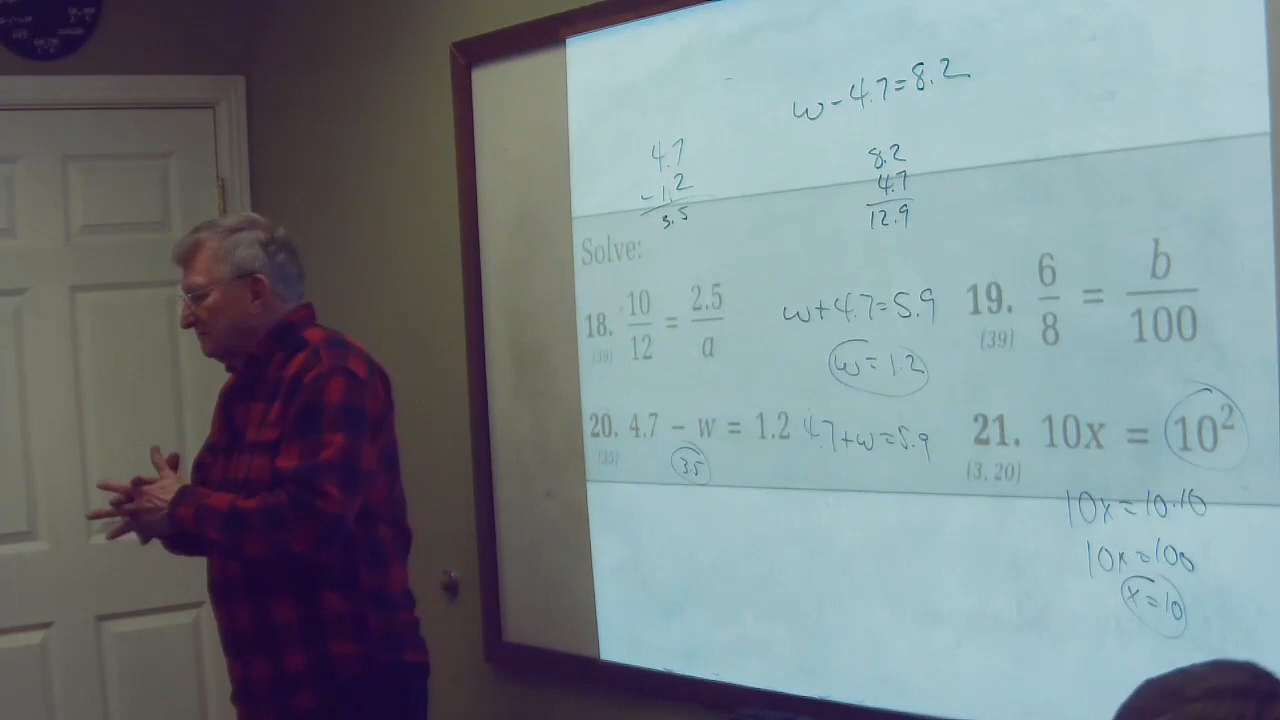 w - 4.7 = 8.2
4.7
- 1.2
3.5
8.2
4.7
12.9
Solve:
18. 10/12 = 2.5/a
(39)
w + 4.7 = 5.9
w = 1.2
19. 6/8 = b/100
(39)
20. 4.7 - w = 1.2
(35)
3.5
4.7 + w = 5.9
21. 10x = 10²
(3, 20)
10x = 10·10
10x = 100
x = 10